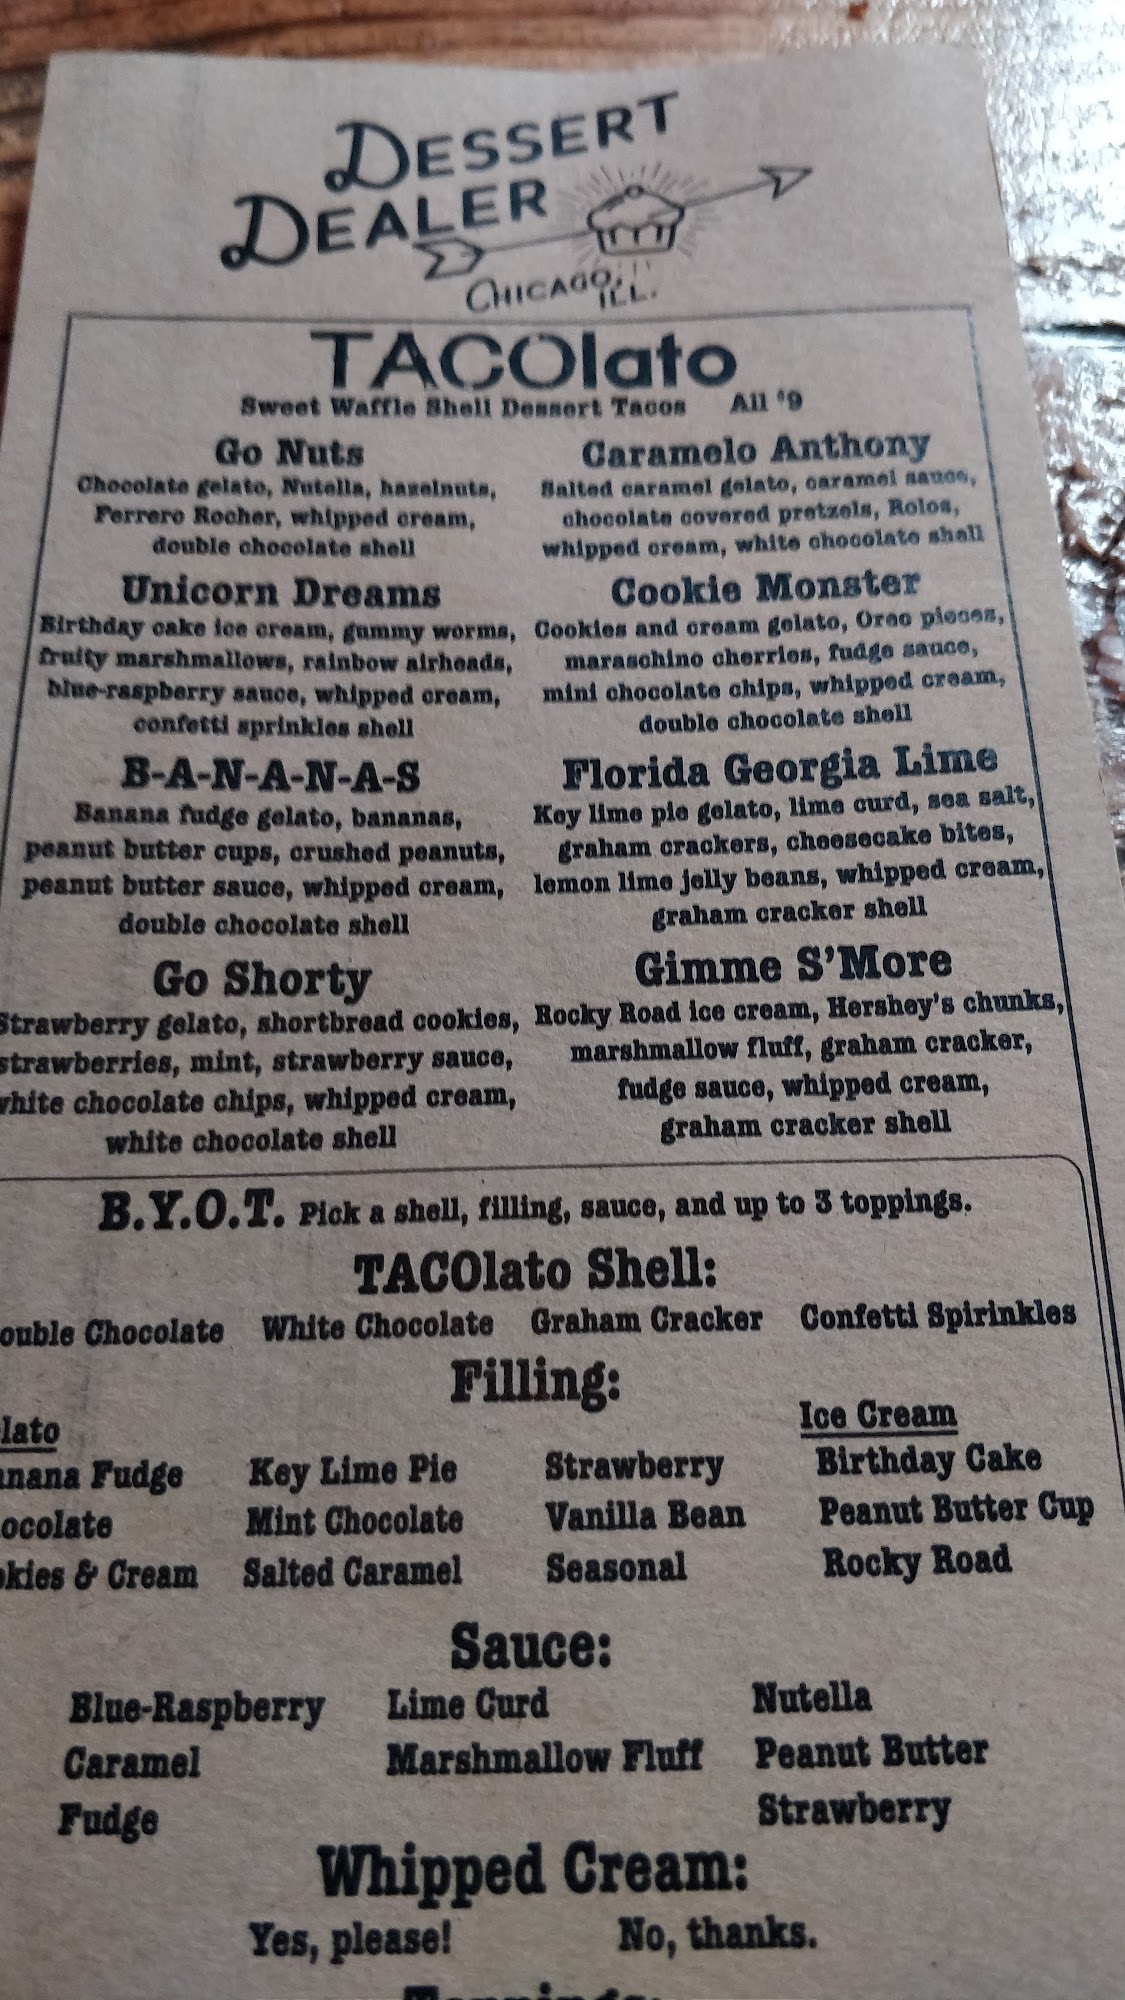 DESSERT
DEALER
CHICAGO, ILL.
TACOlato
Sweet Waffle Shell Dessert Tacos All $9
Go Nuts
Chocolate gelato, Nutella, hazelnuts,
Ferrero Rocher, whipped cream,
double chocolate shell
Caramelo Anthony
Salted caramel gelato, caramel sauce,
chocolate covered pretzels, Rolos,
whipped cream, white chocolate shell
Unicorn Dreams
Birthday cake ice cream, gummy worms,
fruity marshmallows, rainbow airheads,
blue-raspberry sauce, whipped cream,
confetti sprinkles shell
Cookie Monster
Cookies and cream gelato, Oreo pieces,
maraschino cherries, fudge sauce,
mini chocolate chips, whipped cream,
double chocolate shell
B-A-N-A-N-A-S
Banana fudge gelato, bananas,
peanut butter cups, crushed peanuts,
peanut butter sauce, whipped cream,
double chocolate shell
Florida Georgia Lime
Key lime pie gelato, lime curd, sea salt,
graham crackers, cheesecake bites,
lemon lime jelly beans, whipped cream,
graham cracker shell
Go Shorty
Strawberry gelato, shortbread cookies,
strawberries, mint, strawberry sauce,
white chocolate chips, whipped cream,
white chocolate shell
Gimme S'More
Rocky Road ice cream, Hershey's chunks,
marshmallow fluff, graham cracker,
fudge sauce, whipped cream,
graham cracker shell
B.Y.O.T. Pick a shell, filling, sauce, and up to 3 toppings.
TACOlato Shell:
ouble Chocolate White Chocolate Graham Cracker Confetti Spirinkles
Filling:
lato Ice Cream
nana Fudge Key Lime Pie Strawberry Birthday Cake
ocolate Mint Chocolate Vanilla Bean Peanut Butter Cup
okies & Cream Salted Caramel Seasonal Rocky Road
Sauce:
Blue-Raspberry Lime Curd Nutella
Caramel Marshmallow Fluff Peanut Butter
Fudge Strawberry
Whipped Cream:
Yes, please! No, thanks.
Toppings: